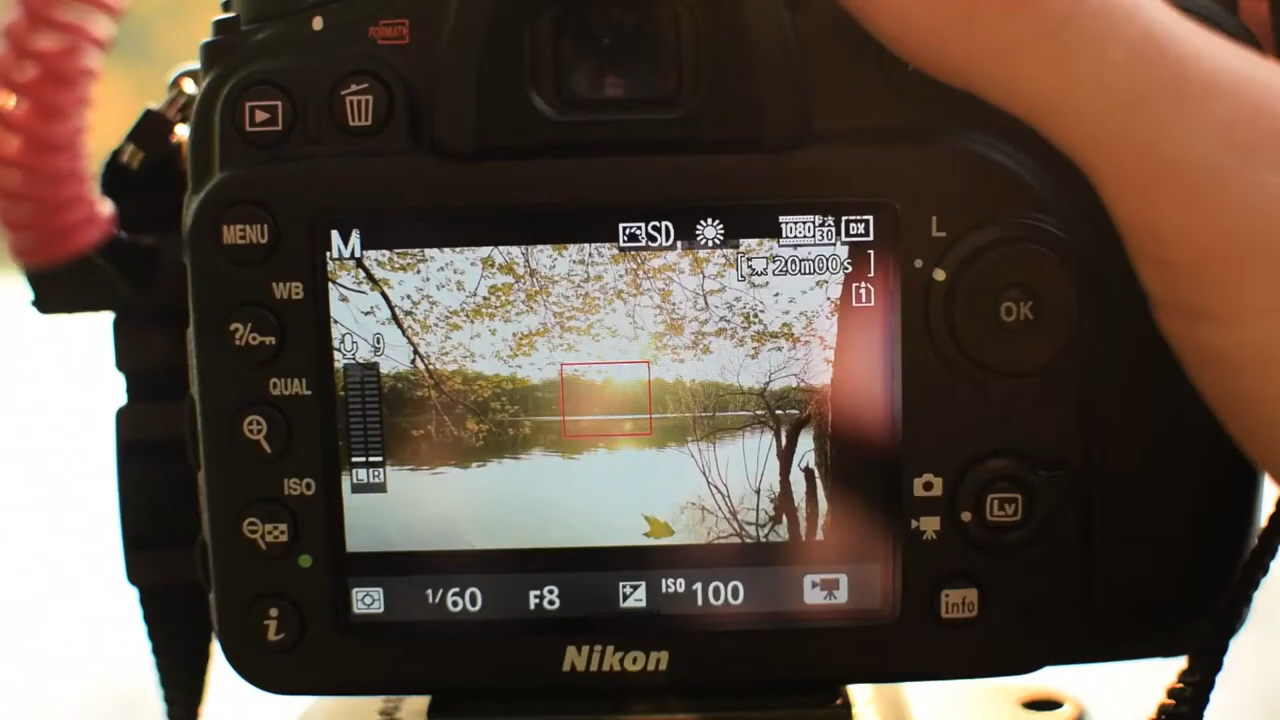 FORMAT
MENU
WB
?
QUAL
ISO
i
M
SD
1080 30
DX
[20m00s]
1
9
L R
1/60 F8 ISO 100
L
OK
Lv
info
Nikon